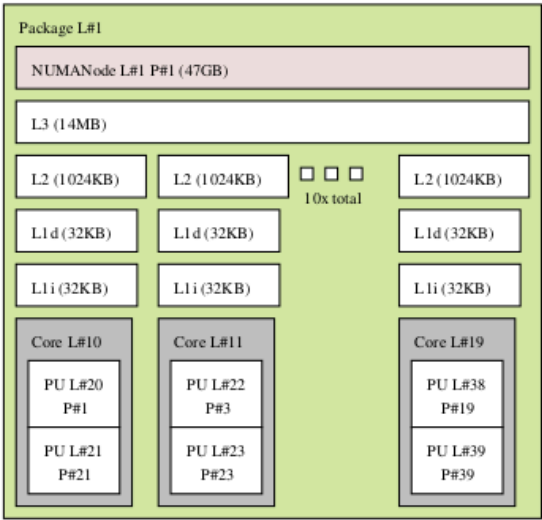 Package L#1
NUMANode L#1 P#1 (47GB)
L3 (14MB)
L2 (1024KB) L2 (1024KB) L2 (1024KB)
10x total
L1d (32KB) L1d (32KB) L1d (32KB)
L1i (32KB) L1i (32KB) L1i (32KB)
Core L#10 Core L#11 Core L#19
PU L#20 PU L#22 PU L#38
P#1 P#3 P#19
PU L#21 PU L#23 PU L#39
P#21 P#23 P#39